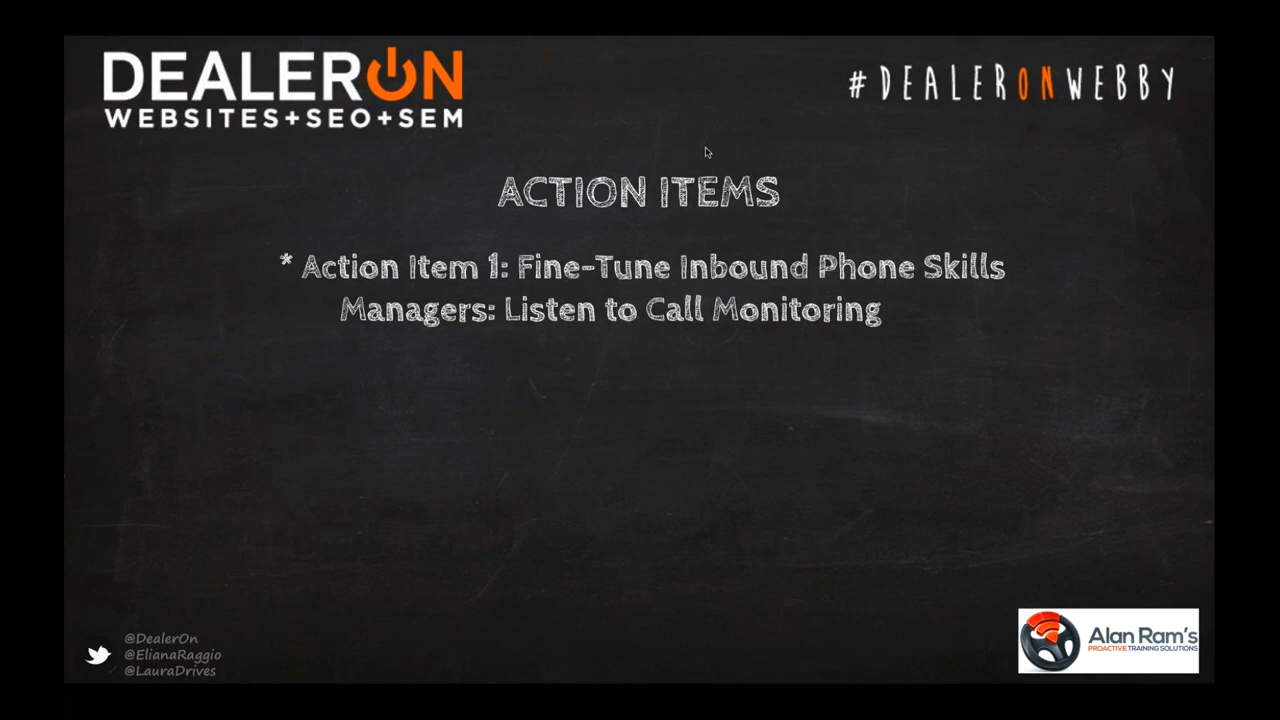 DEALERON
WEBSITES+SEO+SEM
#DEALERONWEBBY
ACTION ITEMS
* Action Item 1: Fine-Tune Inbound Phone Skills
Managers: Listen to Call Monitoring
@DealerOn
@ElianaRaggio
@LauraDrives
Alan Ram's
PROACTIVE TRAINING SOLUTIONS